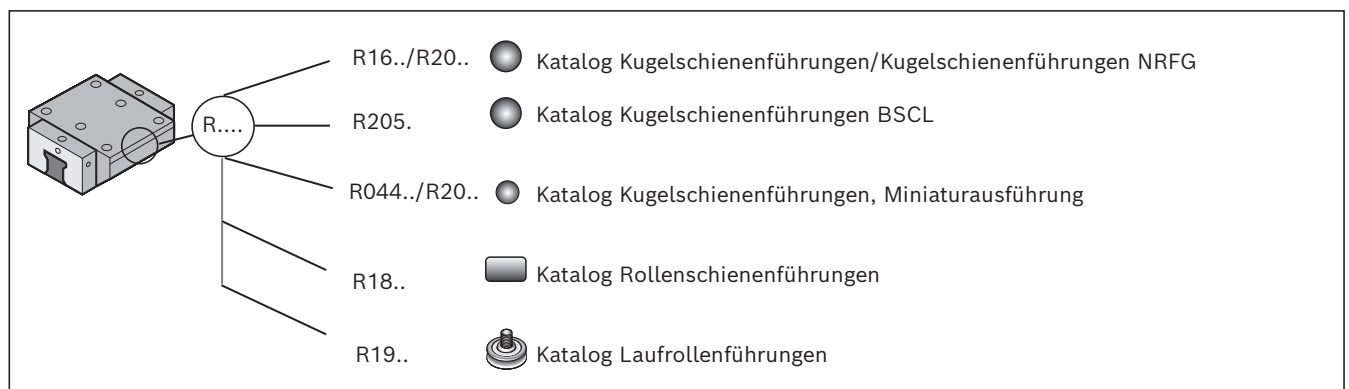 R....
R16../R20.. Katalog Kugelschienenführungen/Kugelschienenführungen NRFG
R205. Katalog Kugelschienenführungen BSCL
R044../R20.. Katalog Kugelschienenführungen, Miniaturausführung
R18.. Katalog Rollenschienenführungen
R19.. Katalog Laufrollenführungen